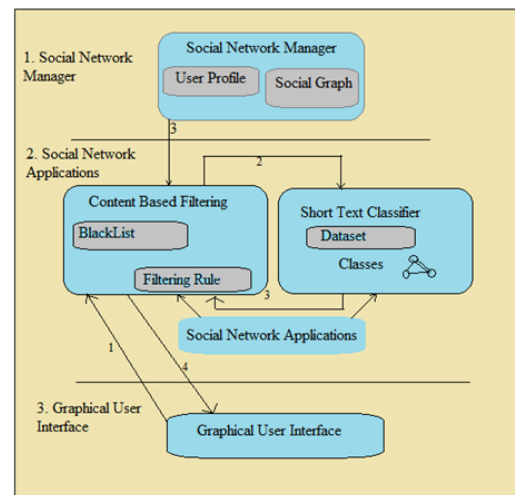 Social Network Manager
1. Social Network
Manager
User Profile
Social Graph
3
2. Social Network
Applications
2
Content Based Filtering
BlackList
Filtering Rule
Short Text Classifier
Dataset
Classes
3
Social Network Applications
1
4
3. Graphical User
Interface
Graphical User Interface